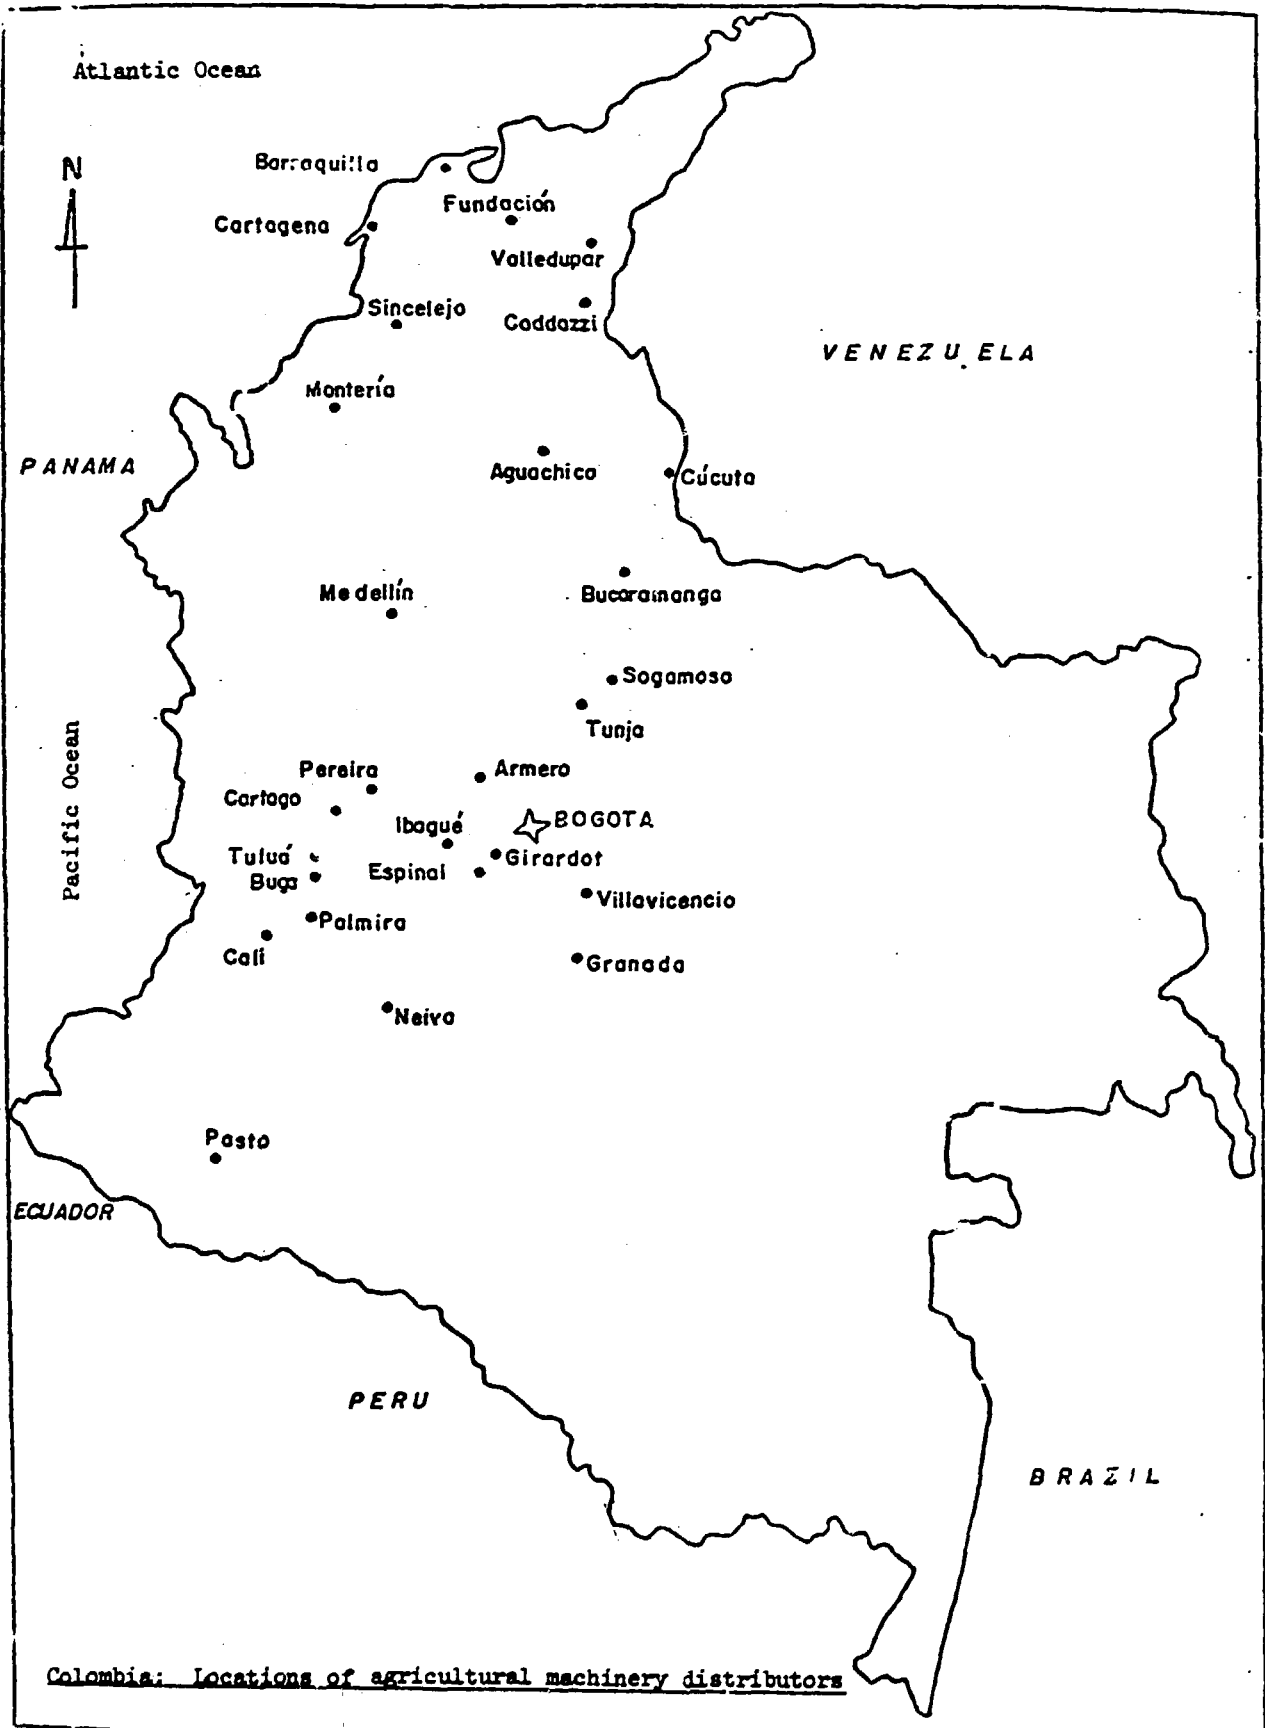 Atlantic Ocean
N
Barraquilla
Fundación
Cartagena
Valledupar
Sincelejo
Coddazzi
VENEZUELA
Montería
PANAMA
Aguachica
Cúcuta
Medellín
Bucaramanga
Sogamoso
Tunja
Pacific Ocean
Pereira
Armero
Cartago
Ibagué
BOGOTA
Tuluá
Girardot
Buga
Espinal
Villavicencio
Palmira
Cali
Granada
Neiva
Pasto
ECUADOR
PERU
BRAZIL
Colombia: Locations of agricultural machinery distributors